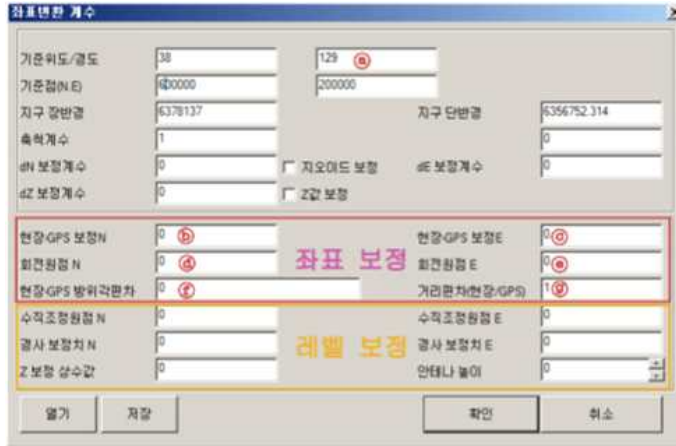 좌표변환 계수
기준위도/경도 38 129 ⓐ
기준점(N.E) 600000 200000
지구 장반경 6378137 지구 단반경 6356752.314
축척계수 1 0
dN 보정계수 0 지오이드 보정 dE 보정계수 0
dZ 보정계수 0 Z값 보정
현장·GPS 보정N 0 ⓑ 현장·GPS 보정E 0 ⓒ
회전원점 N 0 ⓓ 좌표 보정 회전원점 E 0 ⓔ
현장·GPS 방위각편차 0 ⓕ 거리편차(현장/GPS) 1 ⓖ
수직조정원점 N 0 수직조정원점 E 0
경사 보정치 N 0 레벨 보정 경사 보정치 E 0
Z 보정 상수값 0 안테나 높이 0
열기 저장 확인 취소